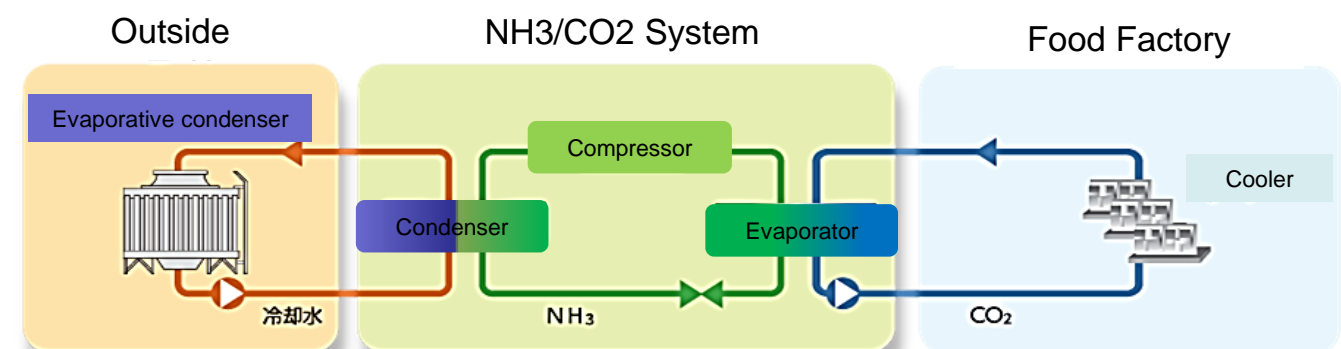 Outside
NH3/CO2 System
Food Factory
Evaporative condenser
Compressor
Cooler
Condenser
Evaporator
冷却水
NH₃
CO₂